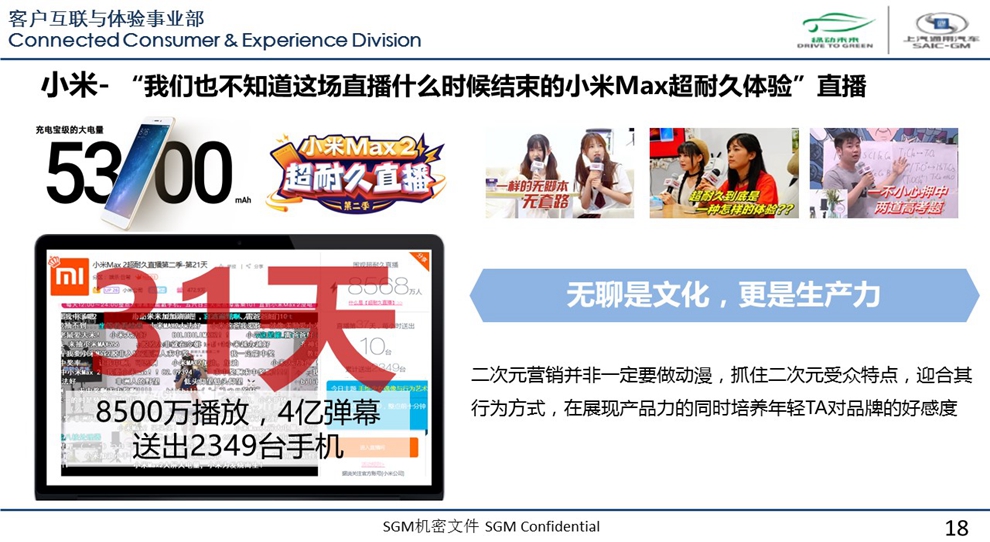 客户互联与体验事业部
Connected Consumer & Experience Division
绿动未来
DRIVE TO GREEN
上汽通用汽车
SAIC-GM
小米- “我们也不知道这场直播什么时候结束的小米Max超耐久体验”直播
充电宝级的大电量
5300 mAh
小米Max 2
超耐久直播
第二季
一样的无脚本
无套路
超耐久到底是
一种怎样的体验??
一不小心押中
两道高考题
小米Max 2超耐久直播第二季-第21天
31天
8568万人
10台
8500万播放，4亿弹幕
送出2349台手机
无聊是文化，更是生产力
二次元营销并非一定要做动漫，抓住二次元受众特点，迎合其
行为方式，在展现产品力的同时培养年轻TA对品牌的好感度
SGM机密文件 SGM Confidential
18